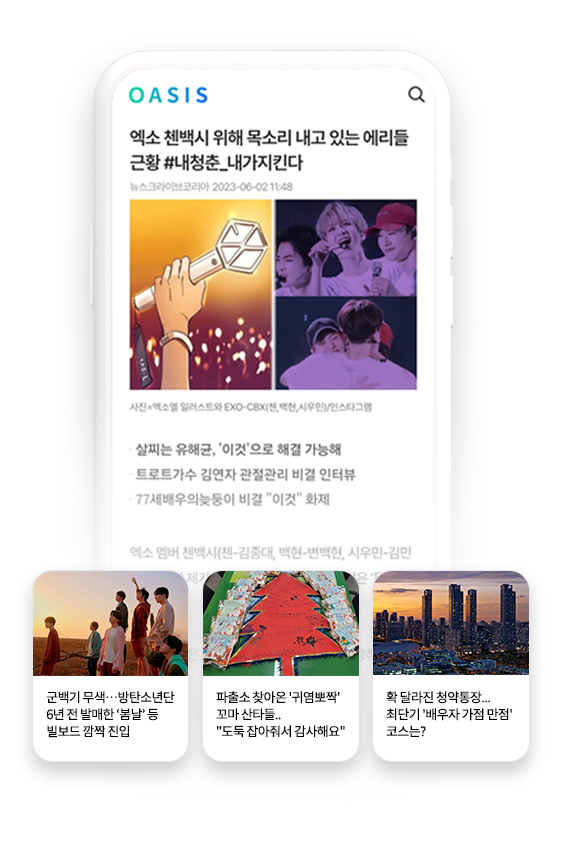 OASIS
엑소 첸백시 위해 목소리 내고 있는 에리들
근황 #내청춘_내가지킨다
뉴스크라이브코리아 2023-06-02 11:48
사진=엑소엘 일러스트와 EXO-CBX(첸,백현,시우민)/인스타그램
· 살찌는 유해균, '이것'으로 해결 가능해
· 트로트가수 김연자 관절관리 비결 인터뷰
· 77세배우의늦둥이 비결 "이것" 화제
엑소 멤버 첸백시(첸-김종대, 백현-변백현, 시우민-김민
군백기 무색…방탄소년단
6년 전 발매한 ‘봄날’ 등
빌보드 깜짝 진입
파출소 찾아온 '귀염뽀짝'
꼬마 산타들..
"도둑 잡아줘서 감사해요"
확 달라진 청약통장...
최단기 '배우자 가점 만점'
코스는?